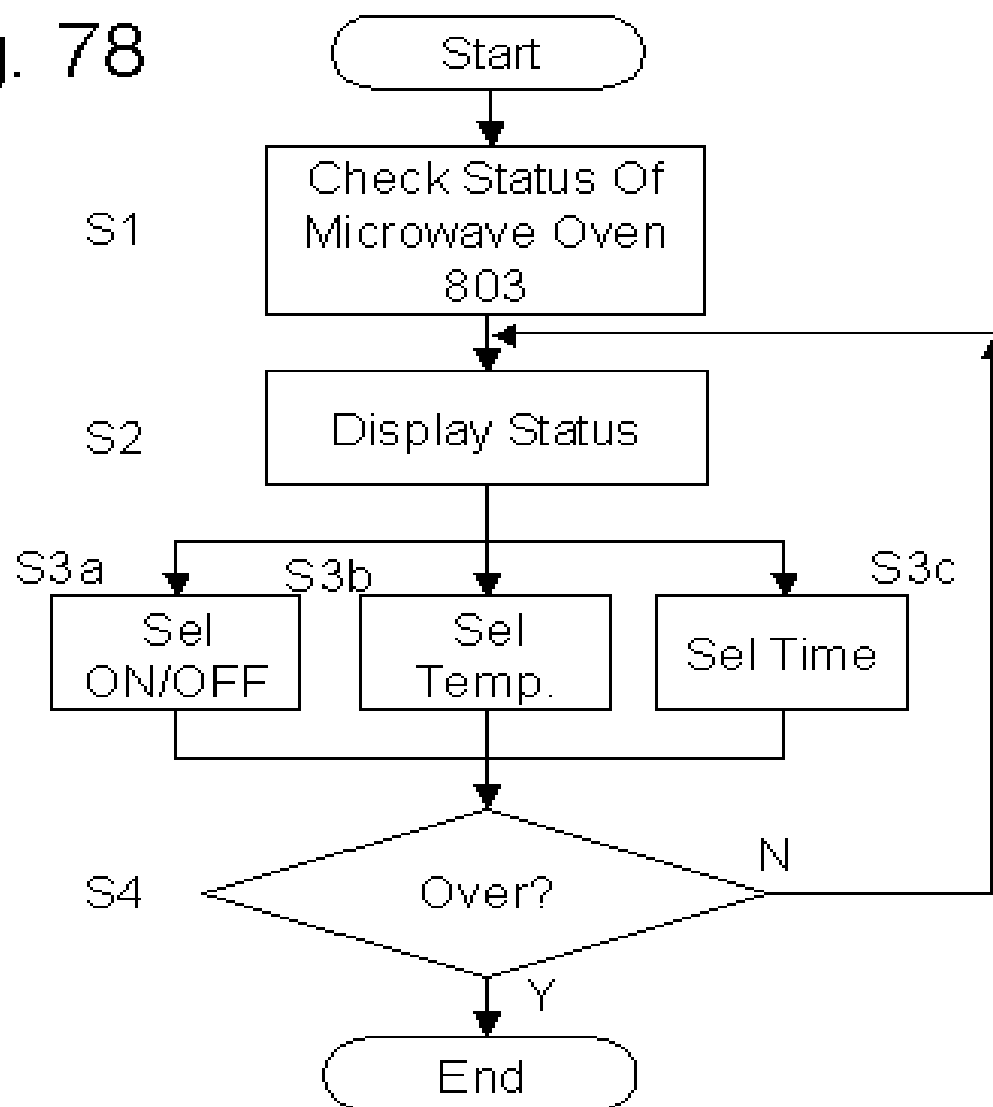 . 78
Start
S1
Check Status Of
Microwave Oven
803
S2
Display Status
S3a
S3b
S3c
Sel
ON/OFF
Sel
Temp.
Sel Time
S4
Over?
N
Y
End